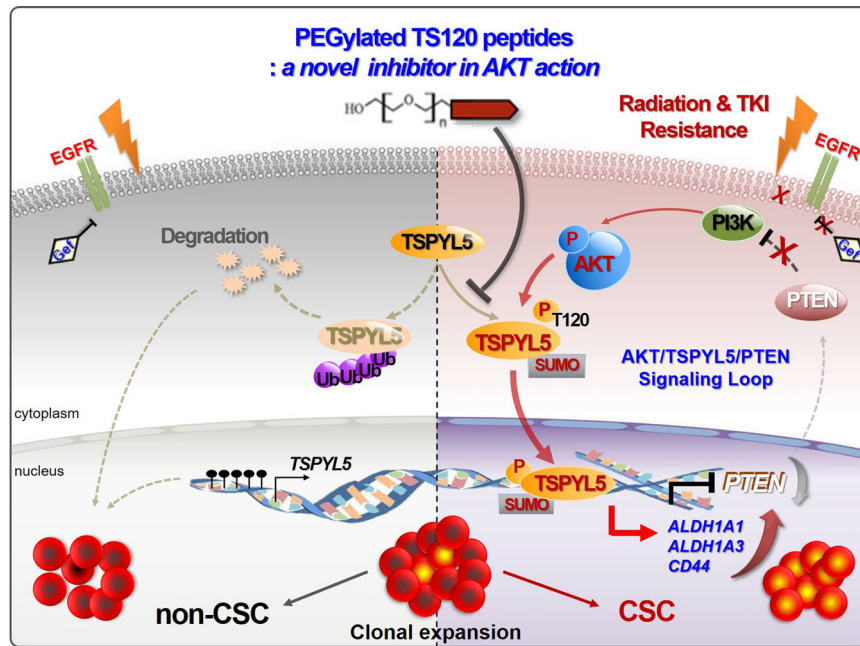 PEGylated TS120 peptides
: a novel inhibitor in AKT action
HO
O
n
Radiation & TKI
Resistance
EGFR
EGFR
Gef
Gef
X
X
X
Degradation
TSPYL5
P
AKT
PI3K
PTEN
P
T120
TSPYL5
SUMO
TSPYL5
Ub
Ub
Ub
Ub
AKT/TSPYL5/PTEN
Signaling Loop
cytoplasm
nucleus
TSPYL5
P
TSPYL5
SUMO
PTEN
ALDH1A1
ALDH1A3
CD44
non-CSC
CSC
Clonal expansion